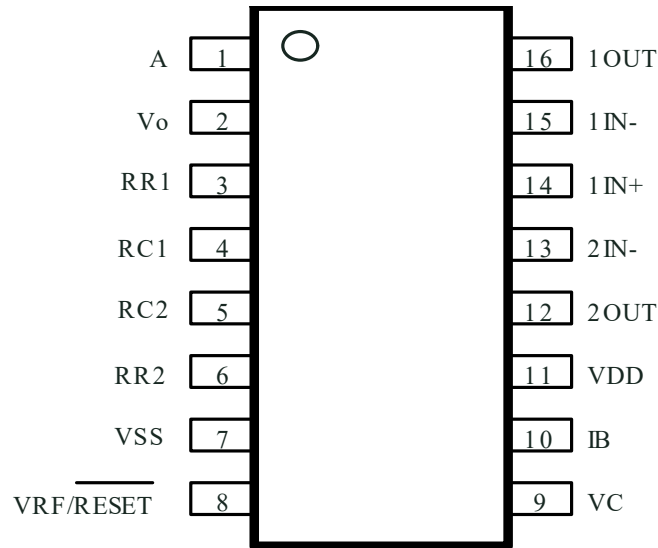 A 1 16 1OUT
Vo 2 15 1IN-
RR1 3 14 1IN+
RC1 4 13 2IN-
RC2 5 12 2OUT
RR2 6 11 VDD
VSS 7 10 IB
VRF/RESET 8 9 VC